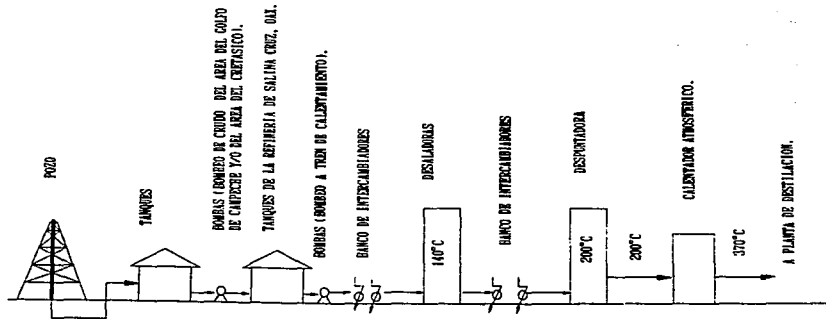 POZO
TANQUES
BOMBAS (BOMBEO DE CRUDO DEL AREA DEL GOLFO
DE CAMPECHE Y/O DEL AREA DEL CRETASICO).
TANQUES DE LA REFINERIA DE SALINA CRUZ, OAX.
BOMBAS (BOMBEO A TREN DE CALENTAMIENTO).
BANCO DE INTERCAMBIADORES
DESALADORAS
140°C
BANCO DE INTERCAMBIADORES
DESPUNTADORA
200°C
200°C
CALENTADOR ATMOSFERICO.
370°C
A PLANTA DE DESTILACION.